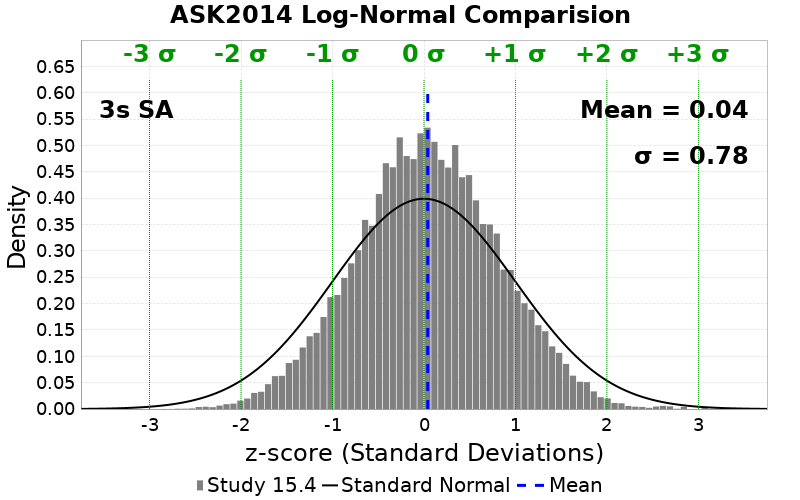 ASK2014 Log-Normal Comparision
-3 σ -2 σ -1 σ 0 σ +1 σ +2 σ +3 σ
3s SA
Mean = 0.04
σ = 0.78
Density
0.65
0.60
0.55
0.50
0.45
0.40
0.35
0.30
0.25
0.20
0.15
0.10
0.05
0.00
-3 -2 -1 0 1 2 3
z-score (Standard Deviations)
Study 15.4 Standard Normal Mean